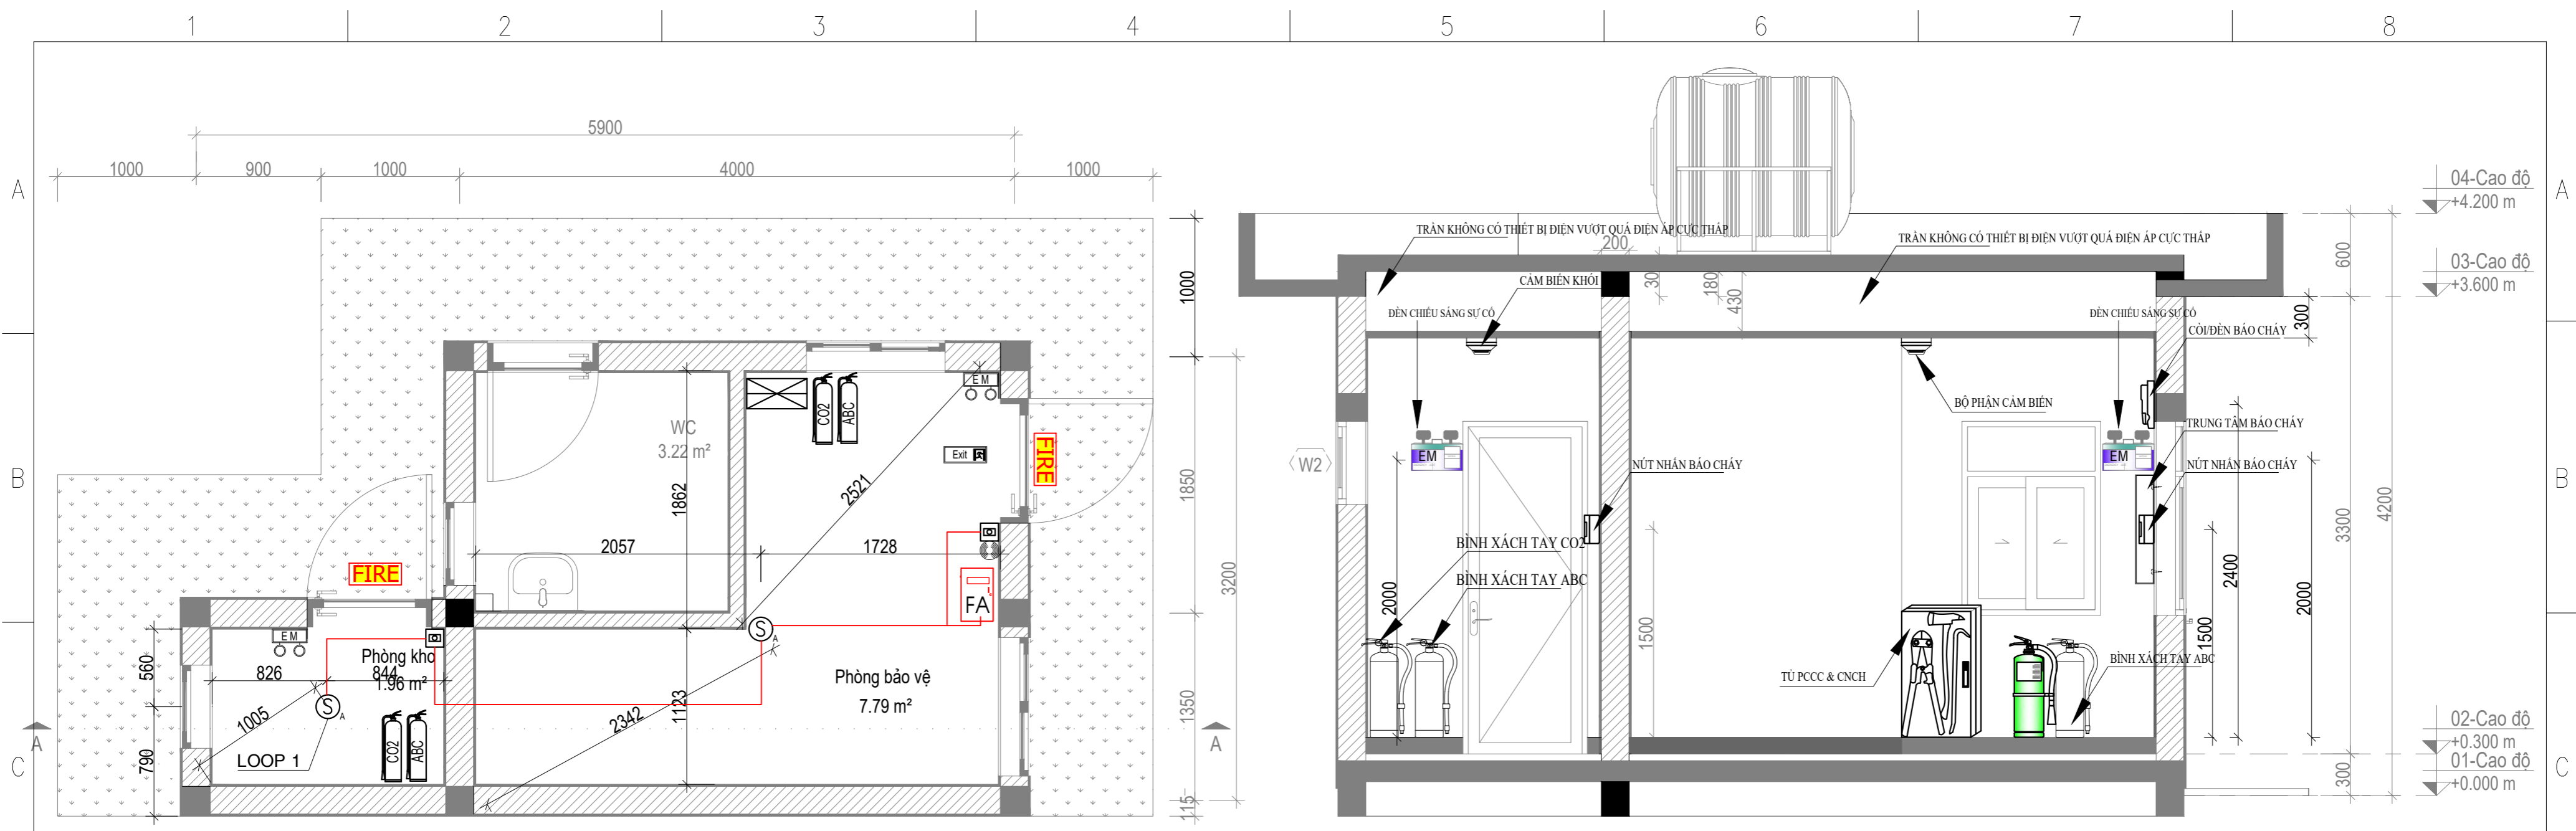 1 2 3 4 5 6 7 8
A A
B B
C C
5900
1000 900 1000 4000 1000
1000
1850
3200
1350
115
560
790
WC
3.22 m²
1862
2057
1728
2521
2342
1123
CO2
ABC
E M
Exit
FIRE
FA
S
A
Phòng bảo vệ
7.79 m²
FIRE
E M
Phòng kho
1.96 m²
826
844
1005
S
A
LOOP 1
CO2
ABC
A
A
TRẦN KHÔNG CÓ THIẾT BỊ ĐIỆN VƯỢT QUÁ ĐIỆN ÁP CỰC THẤP
TRẦN KHÔNG CÓ THIẾT BỊ ĐIỆN VƯỢT QUÁ ĐIỆN ÁP CỰC THẤP
200
30
180
430
CẢM BIẾN KHÓI
ĐÈN CHIẾU SÁNG SỰ CỐ
ĐÈN CHIẾU SÁNG SỰ CỐ
CÒI/ĐÈN BÁO CHÁY
BỘ PHẬN CẢM BIẾN
TRUNG TÂM BÁO CHÁY
NÚT NHẤN BÁO CHÁY
NÚT NHẤN BÁO CHÁY
W2
EM
EM
BÌNH XÁCH TAY CO2
BÌNH XÁCH TAY ABC
TỦ PCCC & CNCH
BÌNH XÁCH TAY ABC
2000
1500
1500
2400
2000
300
600
3300
300
4200
04-Cao độ
+4.200 m
03-Cao độ
+3.600 m
02-Cao độ
+0.300 m
01-Cao độ
+0.000 m